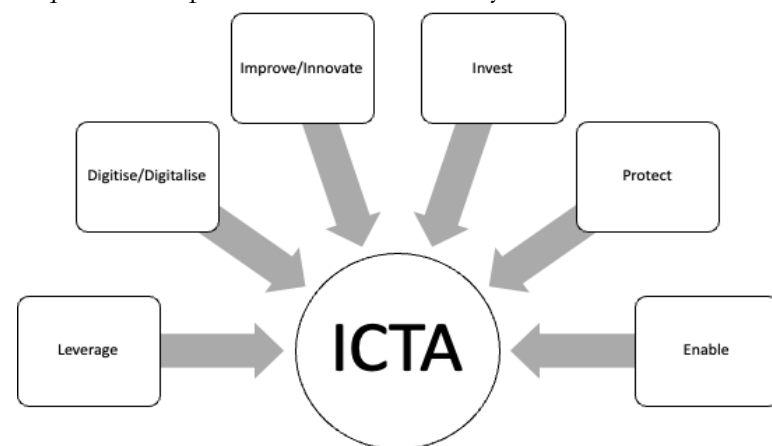 Improve/Innovate
Invest
Digitise/Digitalise
Protect
Leverage
ICTA
Enable